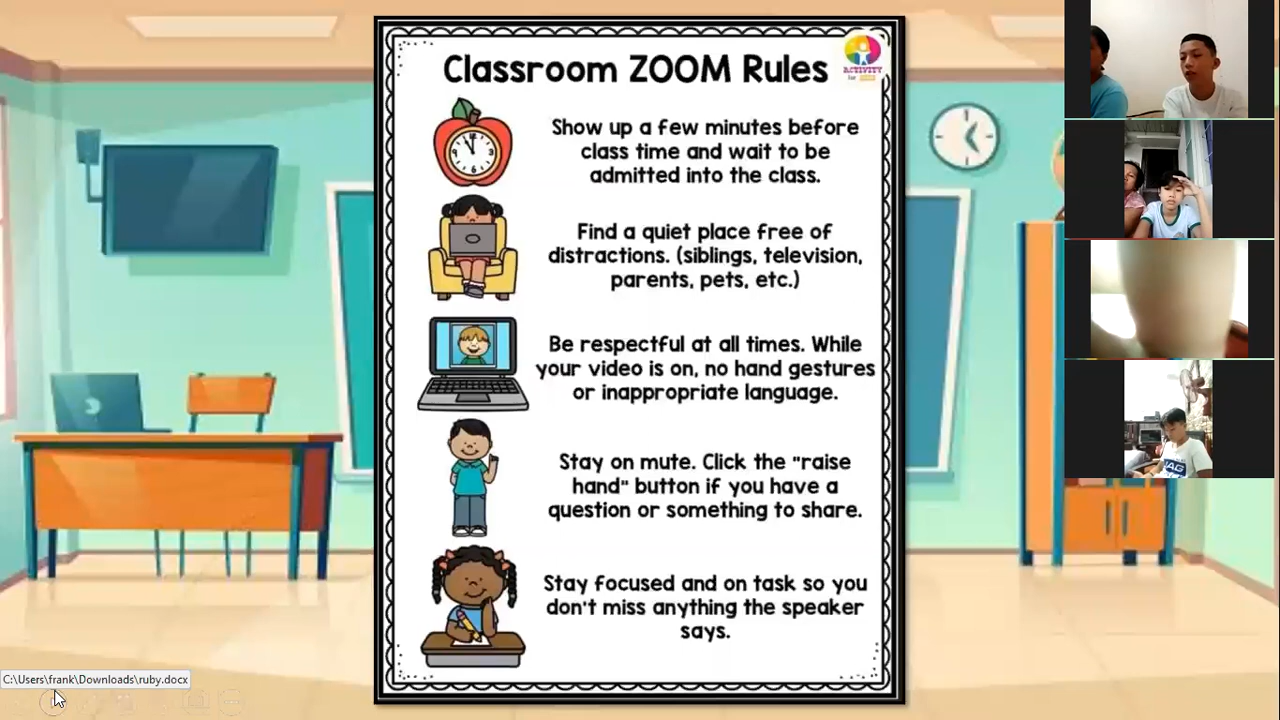 Classroom ZOOM Rules
ACTIVITY
Show up a few minutes before
class time and wait to be
admitted into the class.
Find a quiet place free of
distractions. (siblings, television,
parents, pets, etc.)
Be respectful at all times. While
your video is on, no hand gestures
or inappropriate language.
Stay on mute. Click the "raise
hand" button if you have a
question or something to share.
Stay focused and on task so you
don't miss anything the speaker
says.
C:\Users\frank\Downloads\ruby.docx